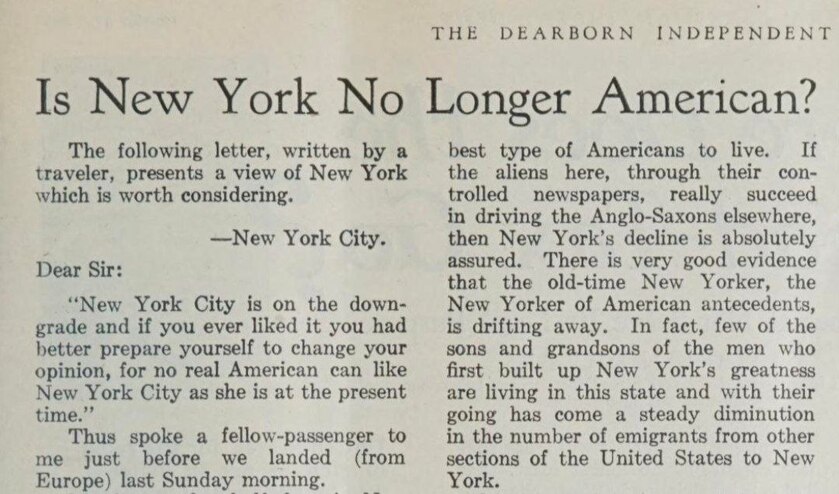 THE DEARBORN INDEPENDENT
Is New York No Longer American?
The following letter, written by a
traveler, presents a view of New York
which is worth considering.
—New York City.
Dear Sir:
"New York City is on the down-
grade and if you ever liked it you had
better prepare yourself to change your
opinion, for no real American can like
New York City as she is at the present
time."
Thus spoke a fellow-passenger to
me just before we landed (from
Europe) last Sunday morning.
best type of Americans to live. If
the aliens here, through their con-
trolled newspapers, really succeed
in driving the Anglo-Saxons elsewhere,
then New York's decline is absolutely
assured. There is very good evidence
that the old-time New Yorker, the
New Yorker of American antecedents,
is drifting away. In fact, few of the
sons and grandsons of the men who
first built up New York's greatness
are living in this state and with their
going has come a steady diminution
in the number of emigrants from other
sections of the United States to New
York.